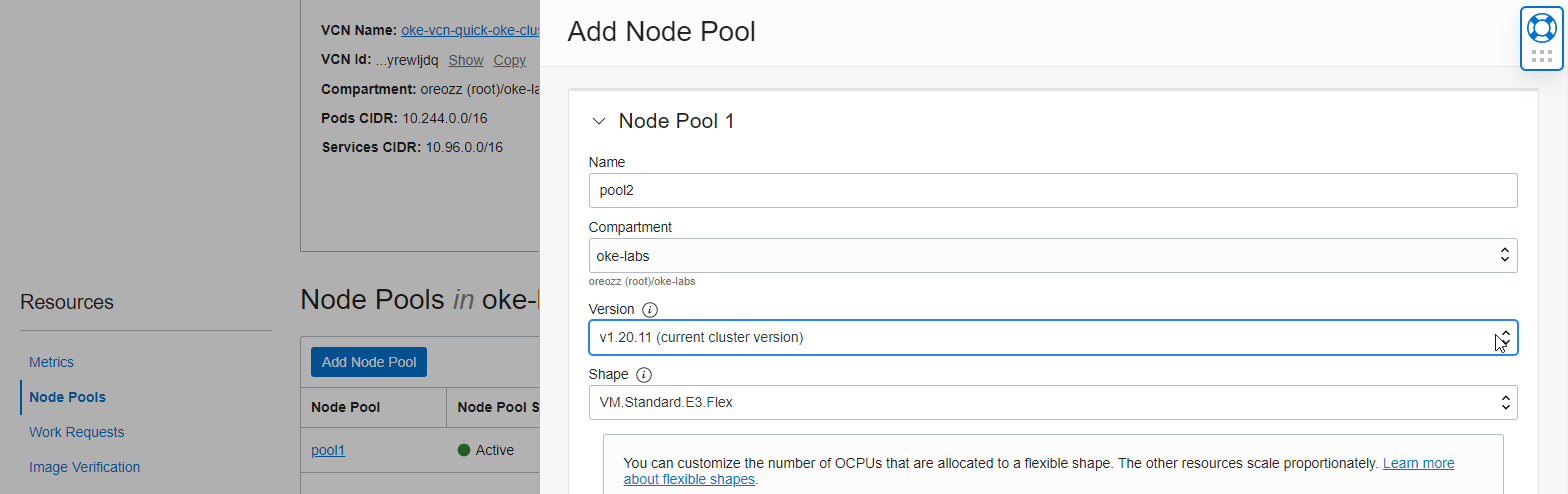 VCN Name: oke-vcn-quick-oke-clu
VCN Id: ...yrewljdq Show Copy
Compartment: oreozz (root)/oke-la
Pods CIDR: 10.244.0.0/16
Services CIDR: 10.96.0.0/16
Resources
Metrics
Node Pools
Work Requests
Image Verification
Node Pools in oke-
Add Node Pool
Node Pool Node Pool S
pool1 Active
Add Node Pool
Node Pool 1
Name
pool2
Compartment
oke-labs
oreozz (root)/oke-labs
Version
v1.20.11 (current cluster version)
Shape
VM.Standard.E3.Flex
You can customize the number of OCPUs that are allocated to a flexible shape. The other resources scale proportionately. Learn more
about flexible shapes.